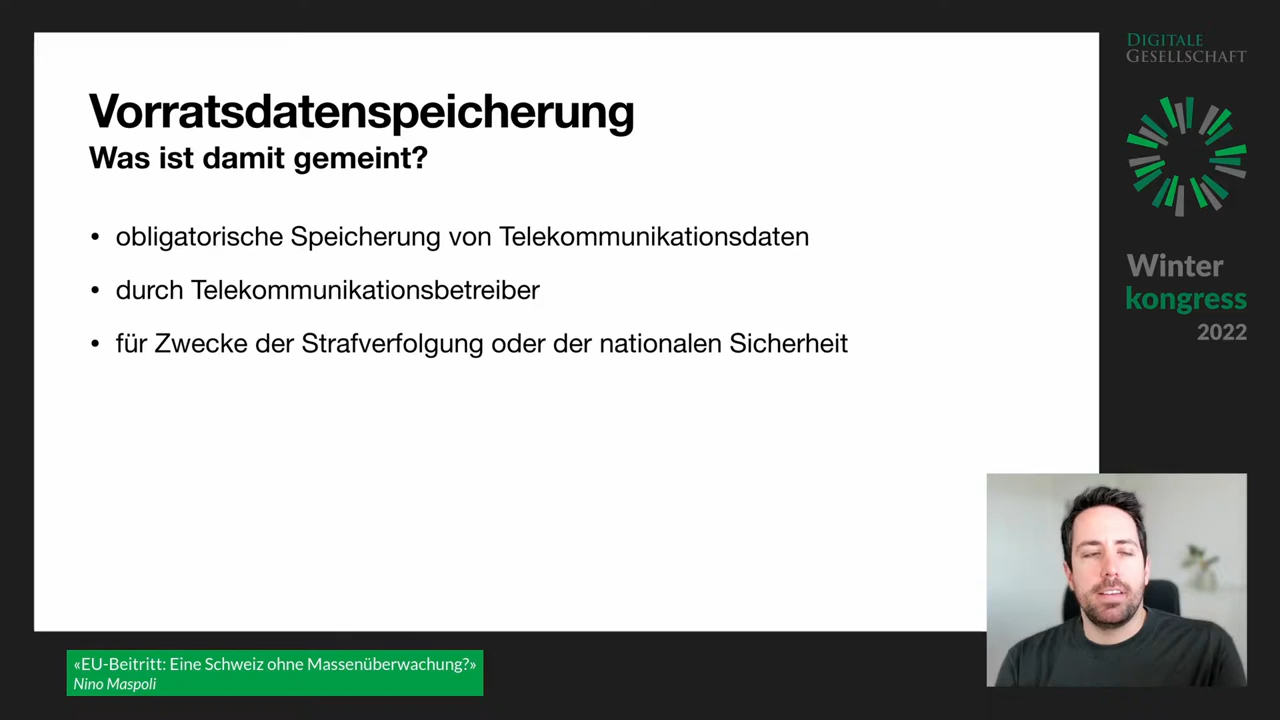 Vorratsdatenspeicherung
Was ist damit gemeint?
• obligatorische Speicherung von Telekommunikationsdaten
• durch Telekommunikationsbetreiber
• für Zwecke der Strafverfolgung oder der nationalen Sicherheit
DIGITALE
GESELLSCHAFT
Winter
kongress
2022
«EU-Beitritt: Eine Schweiz ohne Massenüberwachung?»
Nino Maspoli